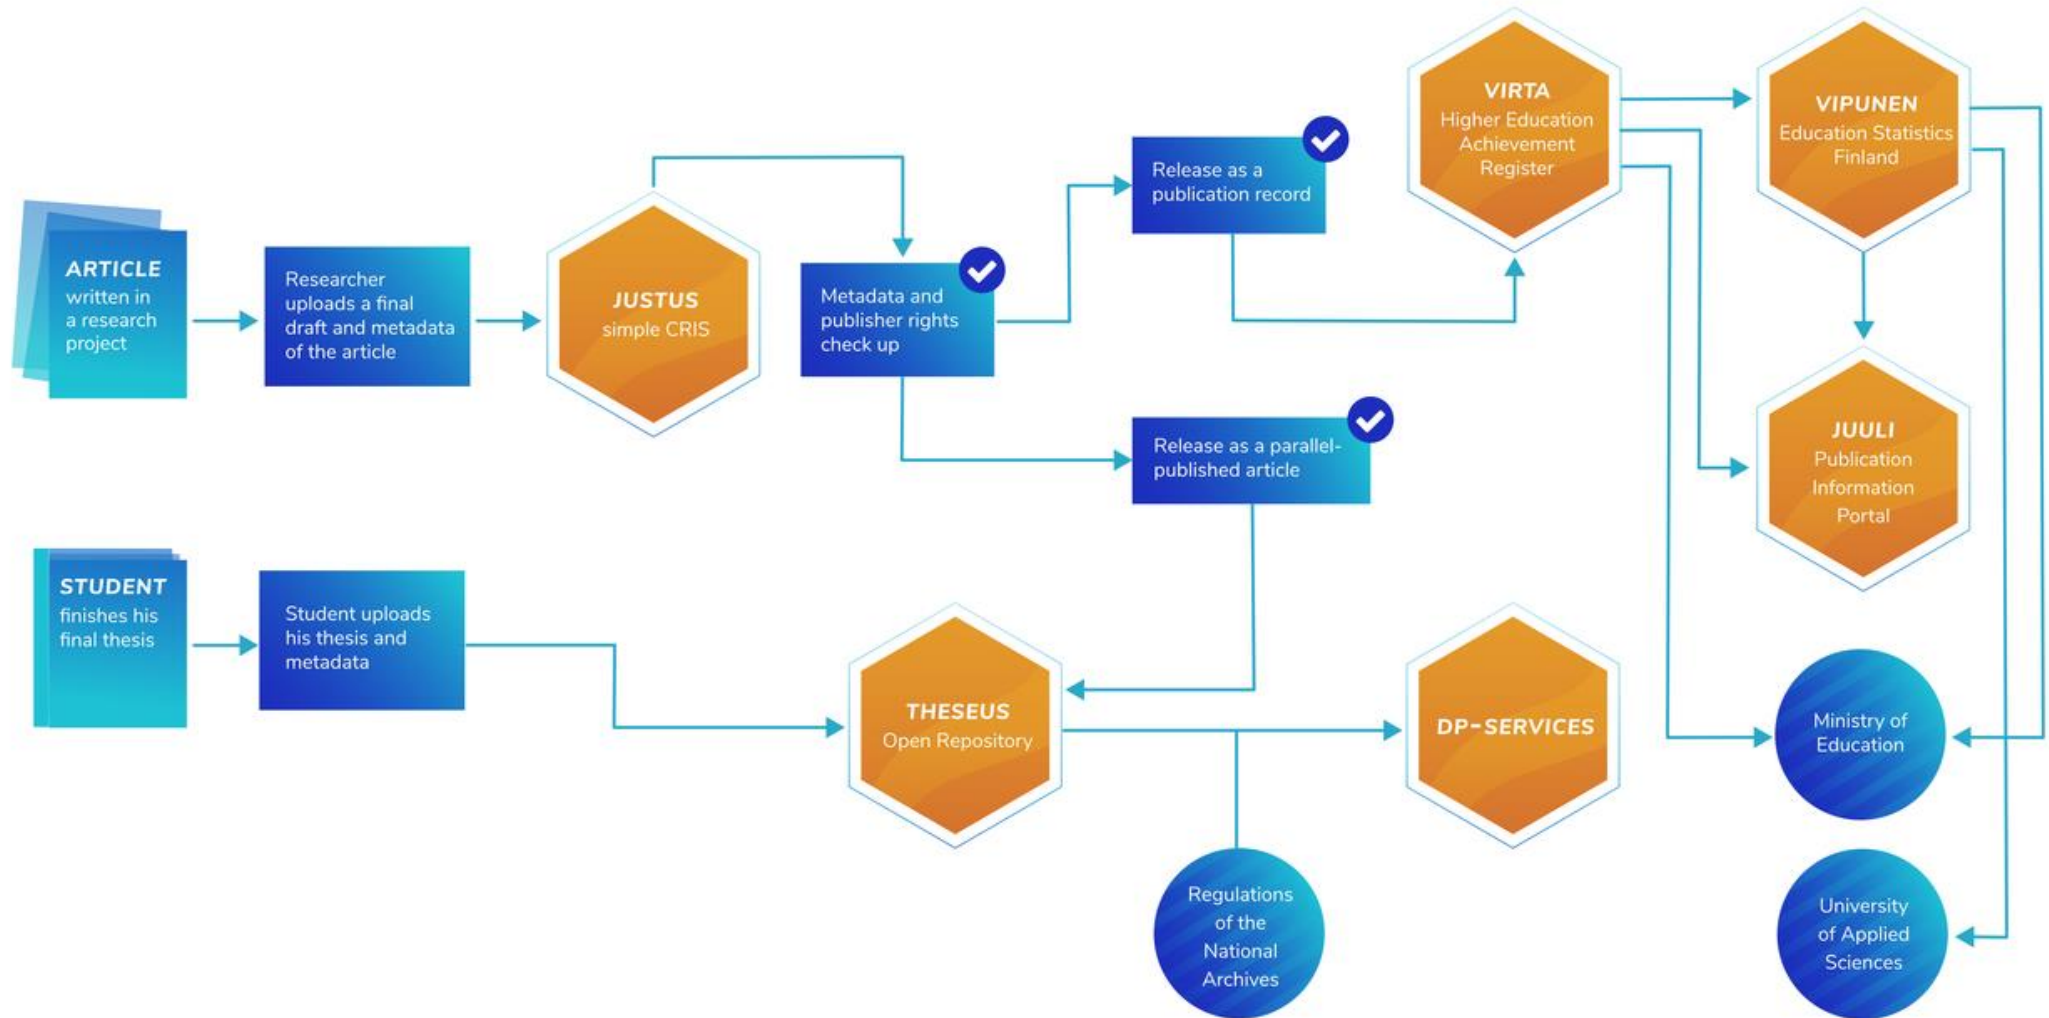 ARTICLE
written in
a research
project
Researcher
uploads a final
draft and metadata
of the article
JUSTUS
simple CRIS
Metadata and
publisher rights
check up
Release as a
publication record
Release as a parallel-
published article
VIRTA
Higher Education
Achievement
Register
VIPUNEN
Education Statistics
Finland
JUULI
Publication
Information
Portal
STUDENT
finishes his
final thesis
Student uploads
his thesis and
metadata
THESEUS
Open Repository
DP-SERVICES
Ministry of
Education
Regulations
of the
National
Archives
University
of Applied
Sciences